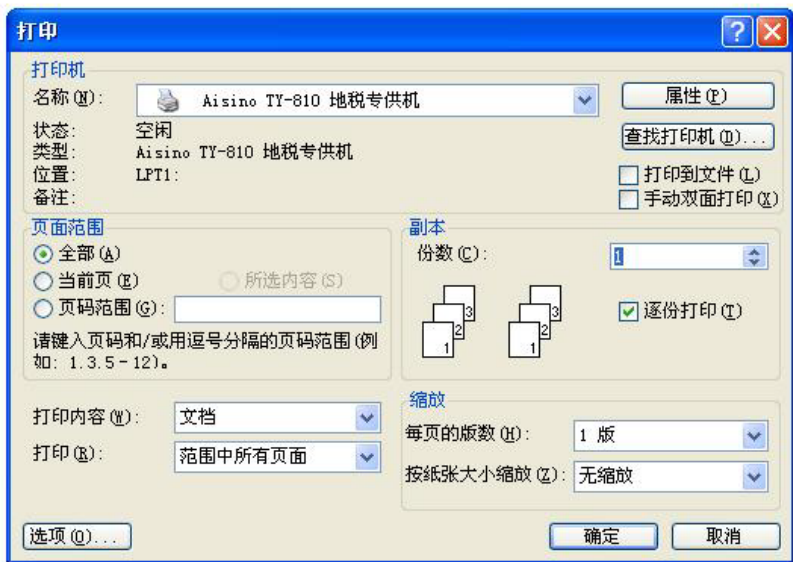 打印
打印机
名称(N):
Aisino TY-810 地税专供机
属性(P)
状态:
空闲
查找打印机(D)...
类型:
Aisino TY-810 地税专供机
位置:
LPT1:
打印到文件(L)
备注:
手动双面打印(X)
页面范围
全部(A)
当前页(E)
所选内容(S)
页码范围(G):
请键入页码和/或用逗号分隔的页码范围(例
如: 1.3.5-12)。
副本
份数(C):
1
3
2
1
3
2
1
逐份打印(T)
打印内容(W):
文档
打印(R):
范围中所有页面
缩放
每页的版数(H):
1 版
按纸张大小缩放(Z):
无缩放
选项(O)...
确定
取消